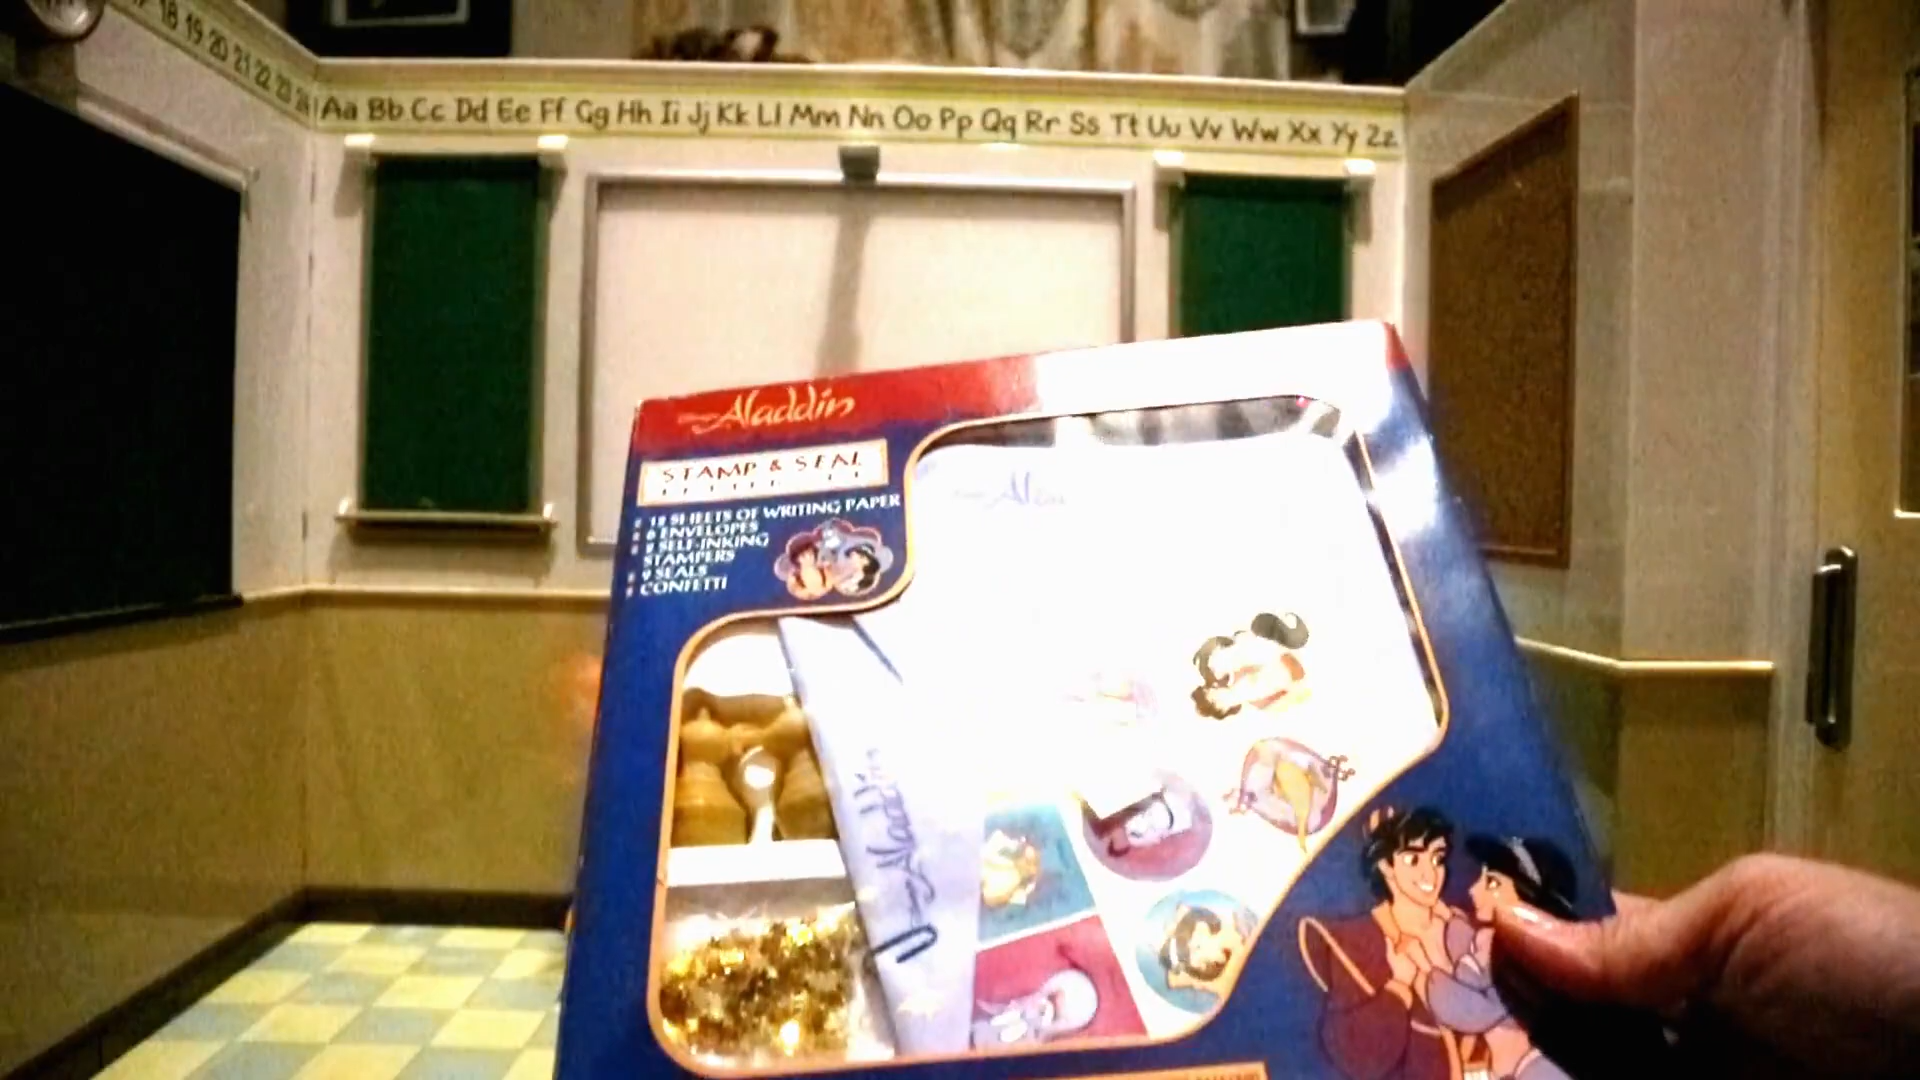 18 19 20 21 22 23 24
Aa Bb Cc Dd Ee Ff Gg Hh Ii Jj Kk Ll Mm Nn Oo Pp Qq Rr Ss Tt Uu Vv Ww Xx Yy Zz
Disney's Aladdin
STAMP & SEAL
SHEETS OF WRITING PAPER
6 ENVELOPES
2 SELF-INKING
STAMPERS
9 SEALS
CONFETTI
Aladdin